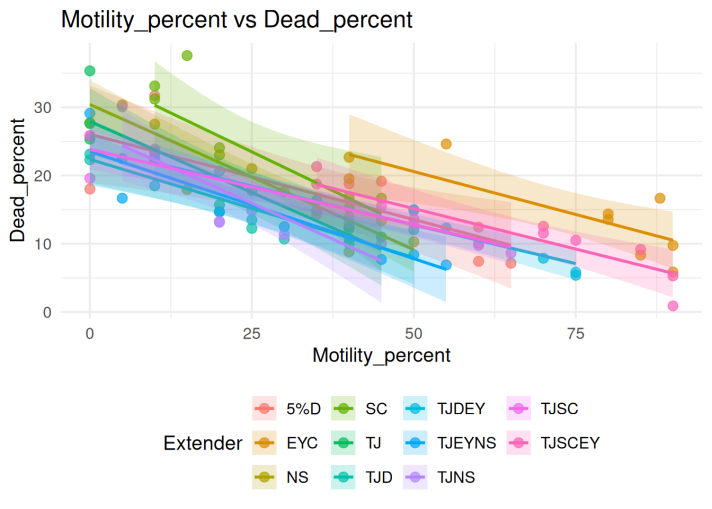 Motility_percent vs Dead_percent
30
20
10
0
Dead_percent
0 25 50 75
Motility_percent
Extender
5%D SC TJDEY TJSC
EYC TJ TJEYNS TJSCEY
NS TJD TJNS